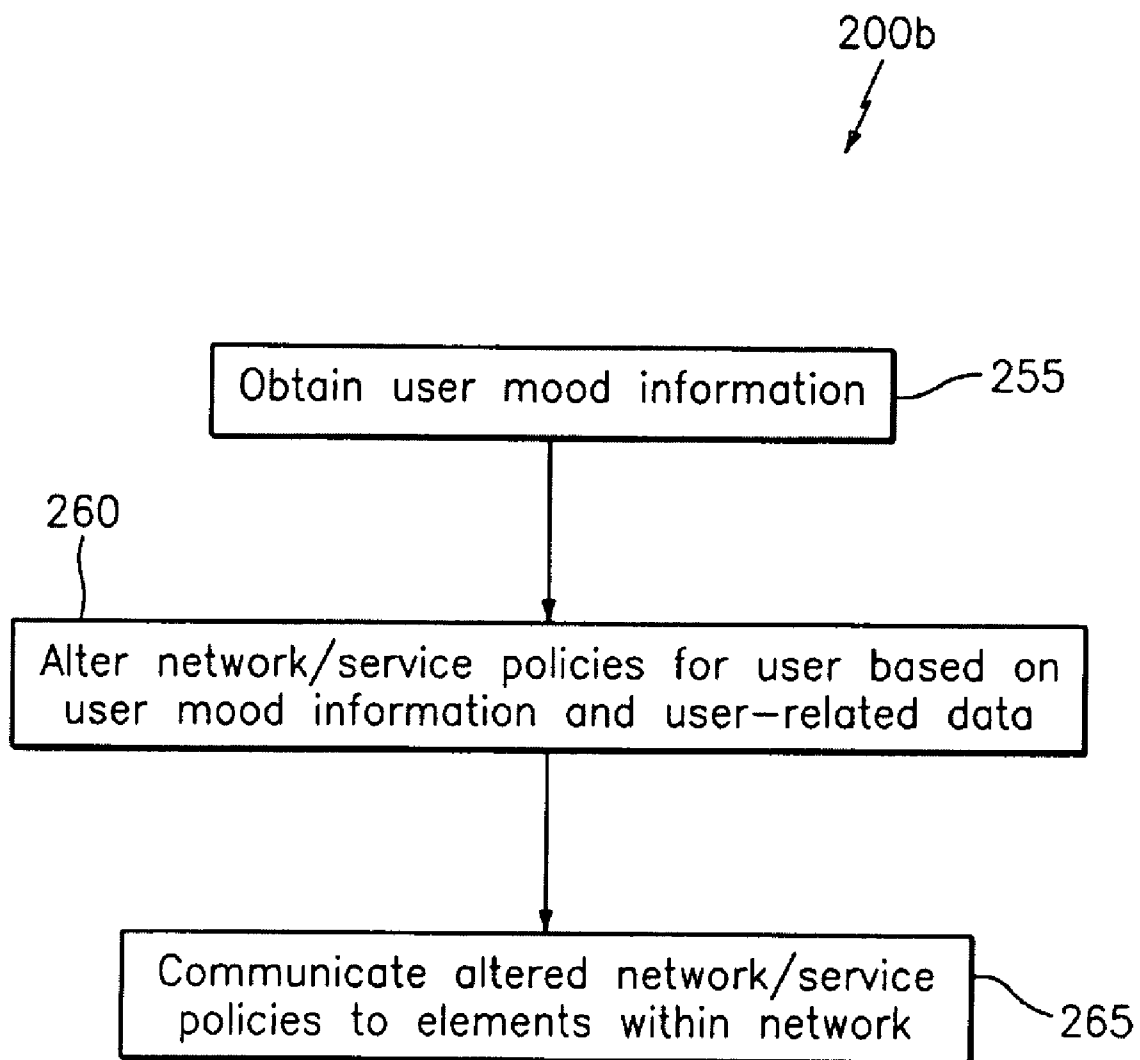 200b
Obtain user mood information
255
260
Alter network/service policies for user based on
user mood information and user-related data
Communicate altered network/service
policies to elements within network
265